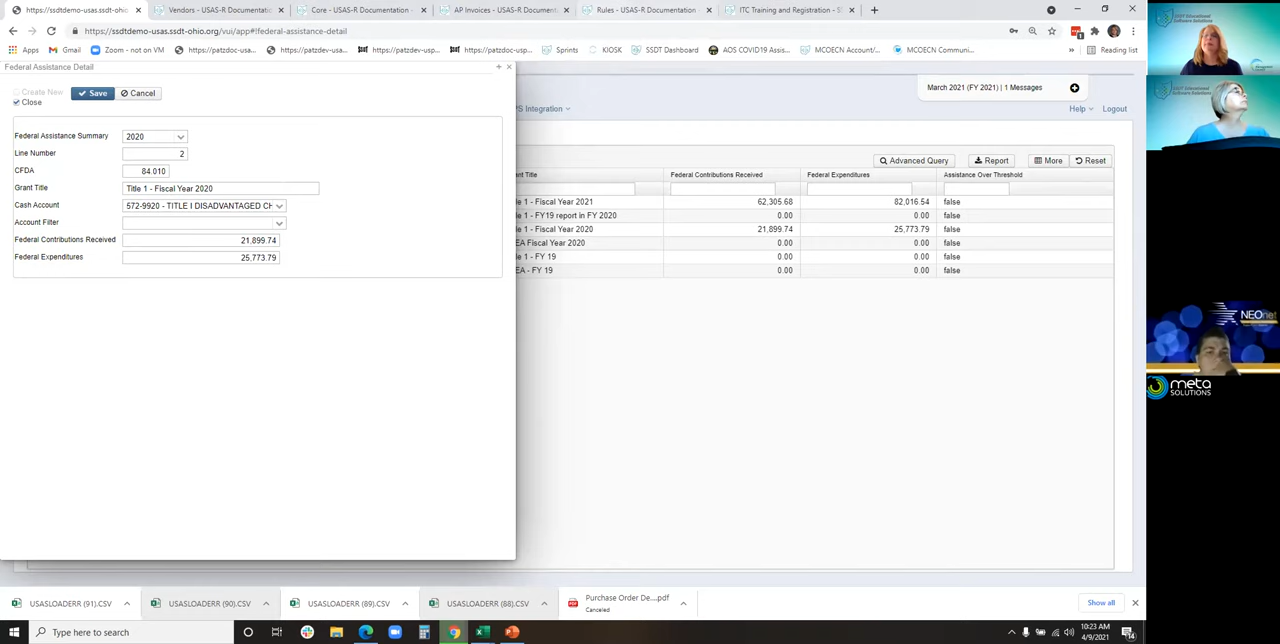 https://ssdtdemo-usas.ssdt-ohio. × Vendors - USAS-R Documentati × Core - USAS-R Documentation - × AP Invoices - USAS-R Document. × Rules - USAS-R Documentation × ITC Training and Registration - S ×
https://ssdtdemo-usas.ssdt-ohio.org/vui/app#!federal-assistance-detail
Apps Gmail Zoom - not on VM https://patzdoc-us... https://patzdev-us... https://patzdev-usp... https://patzdoc-usp... Sprints KIOSK SSDT Dashboard AOS COVID19 Assis... MCOECN Account/... MCOECN Communi... » Reading list
Federal Assistance Detail + ×
Create New
Close
Save Cancel
March 2021 (FY 2021) | 1 Messages
PS Integration Help Logout
Federal Assistance Summary 2020
Line Number 2
CFDA 84.010
Grant Title Title 1 - Fiscal Year 2020
Cash Account 572-9920 - TITLE I DISADVANTAGED CH
Account Filter
Federal Contributions Received 21,899.74
Federal Expenditures 25,773.79
Advanced Query Report More Reset
nt Title Federal Contributions Received Federal Expenditures Assistance Over Threshold
le 1 - Fiscal Year 2021 62,305.68 82,016.54 false
le 1 - FY19 report in FY 2020 0.00 0.00 false
le 1 - Fiscal Year 2020 21,899.74 25,773.79 false
EA Fiscal Year 2020 0.00 0.00 false
le 1 - FY 19 0.00 0.00 false
EA - FY 19 0.00 0.00 false
NEOnet
meta
SOLUTIONS
USASLOADERR (91).CSV USASLOADERR (90).CSV USASLOADERR (89).CSV USASLOADERR (88).CSV Purchase Order De....pdf
Canceled
Show all ×
Type here to search
10:23 AM
4/9/2021
14